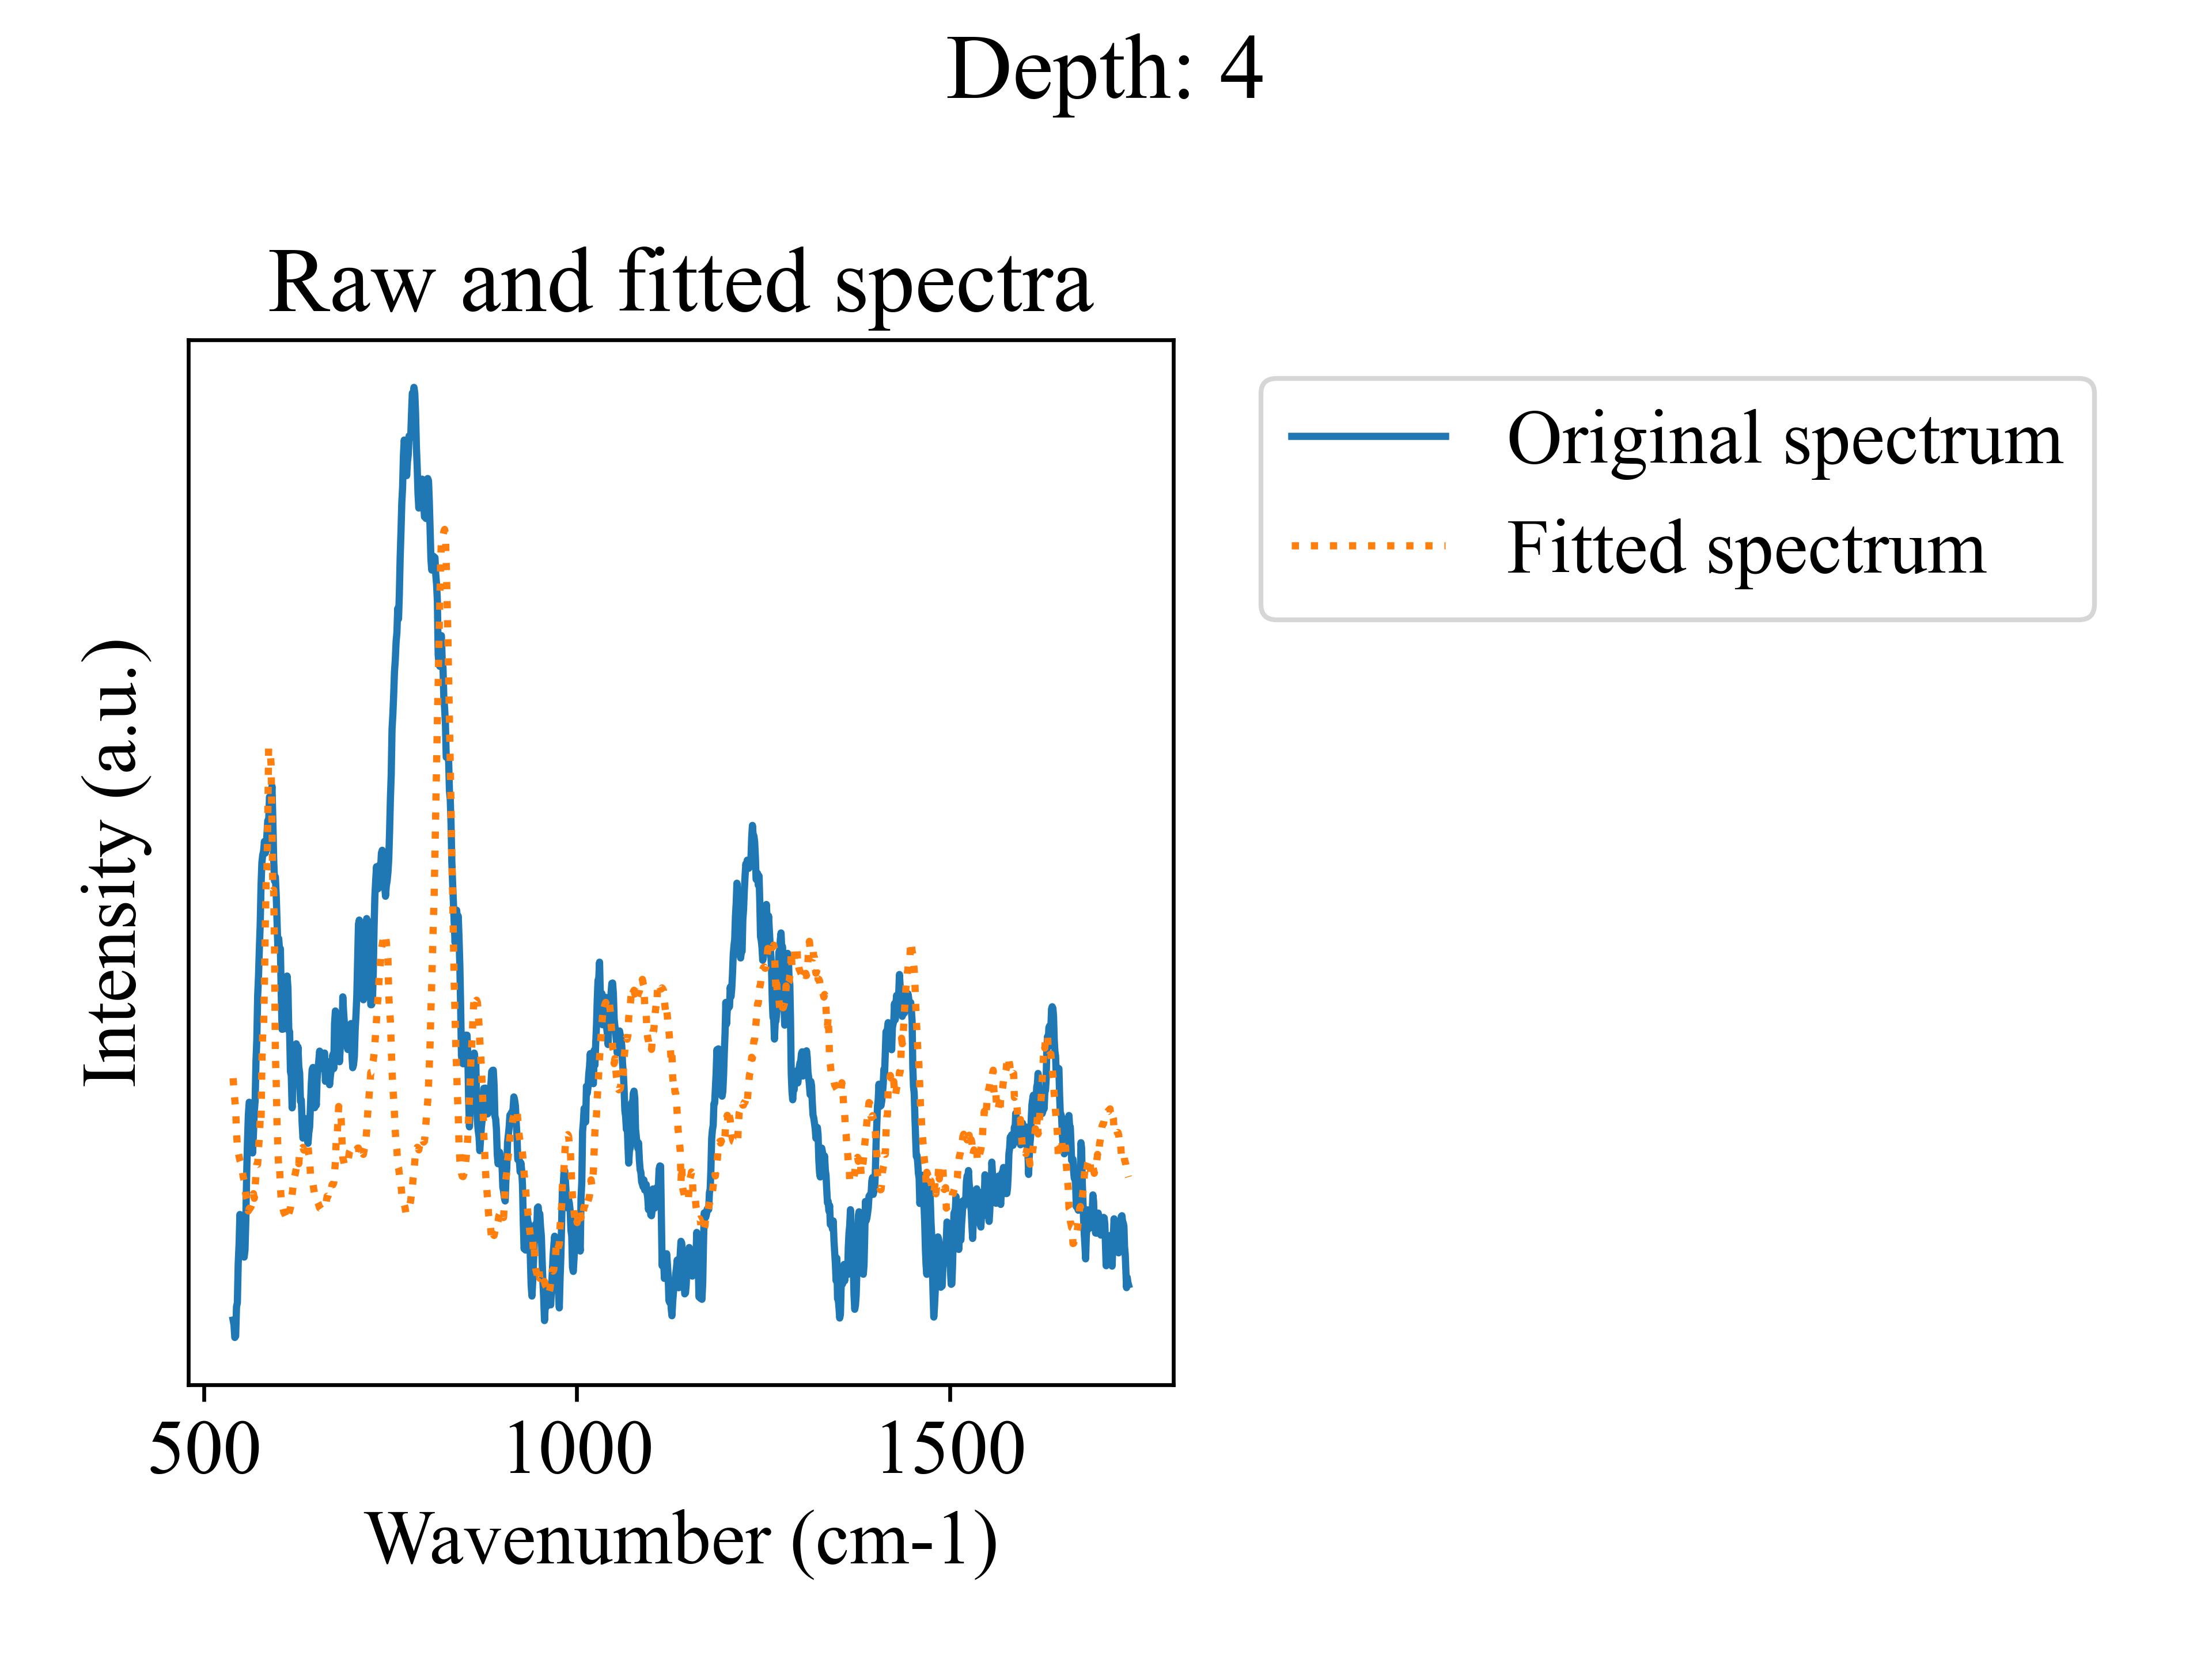 Depth: 4
Raw and fitted spectra
Original spectrum
Fitted spectrum
Intensity (a.u.)
500 1000 1500
Wavenumber (cm-1)